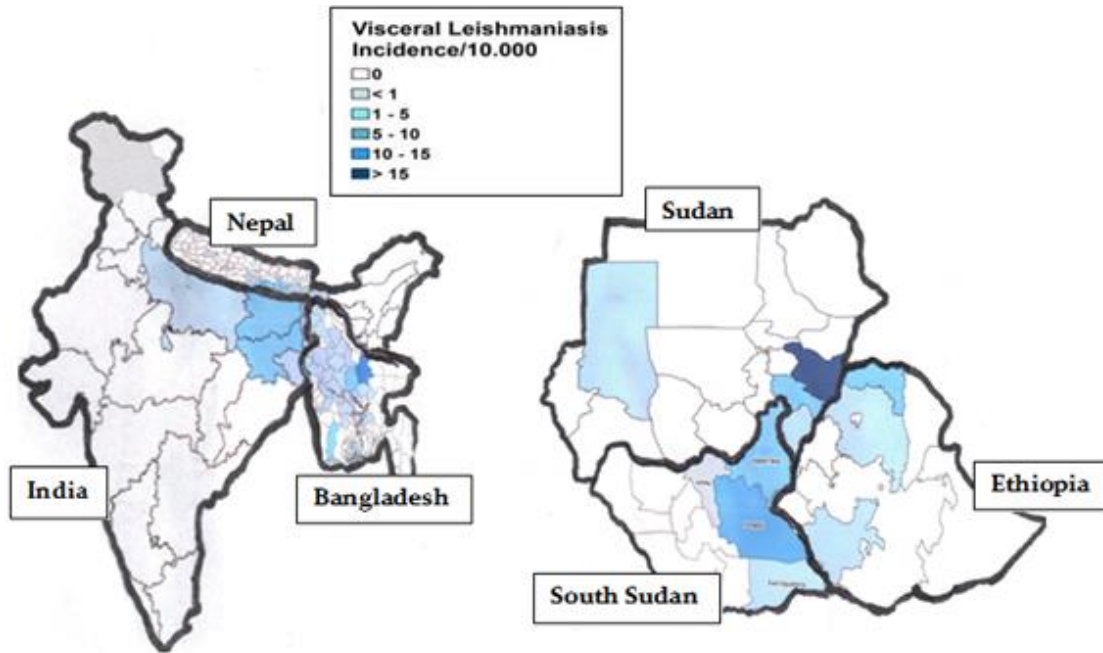 Visceral Leishmaniasis
Incidence/10.000
0
< 1
1 - 5
5 - 10
10 - 15
> 15
Nepal
Sudan
India
Bangladesh
Ethiopia
South Sudan